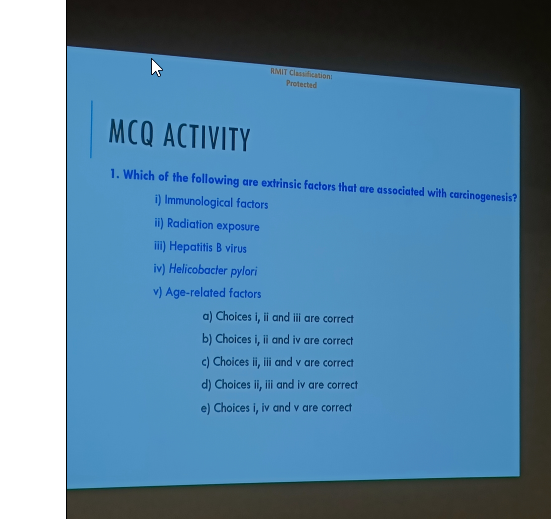 RMIT Classification:
Protected
MCQ ACTIVITY
1. Which of the following are extrinsic factors that are associated with carcinogenesis?
i) Immunological factors
ii) Radiation exposure
iii) Hepatitis B virus
iv) Helicobacter pylori
v) Age-related factors
a) Choices i, ii and iii are correct
b) Choices i, ii and iv are correct
c) Choices ii, iii and v are correct
d) Choices ii, iii and iv are correct
e) Choices i, iv and v are correct